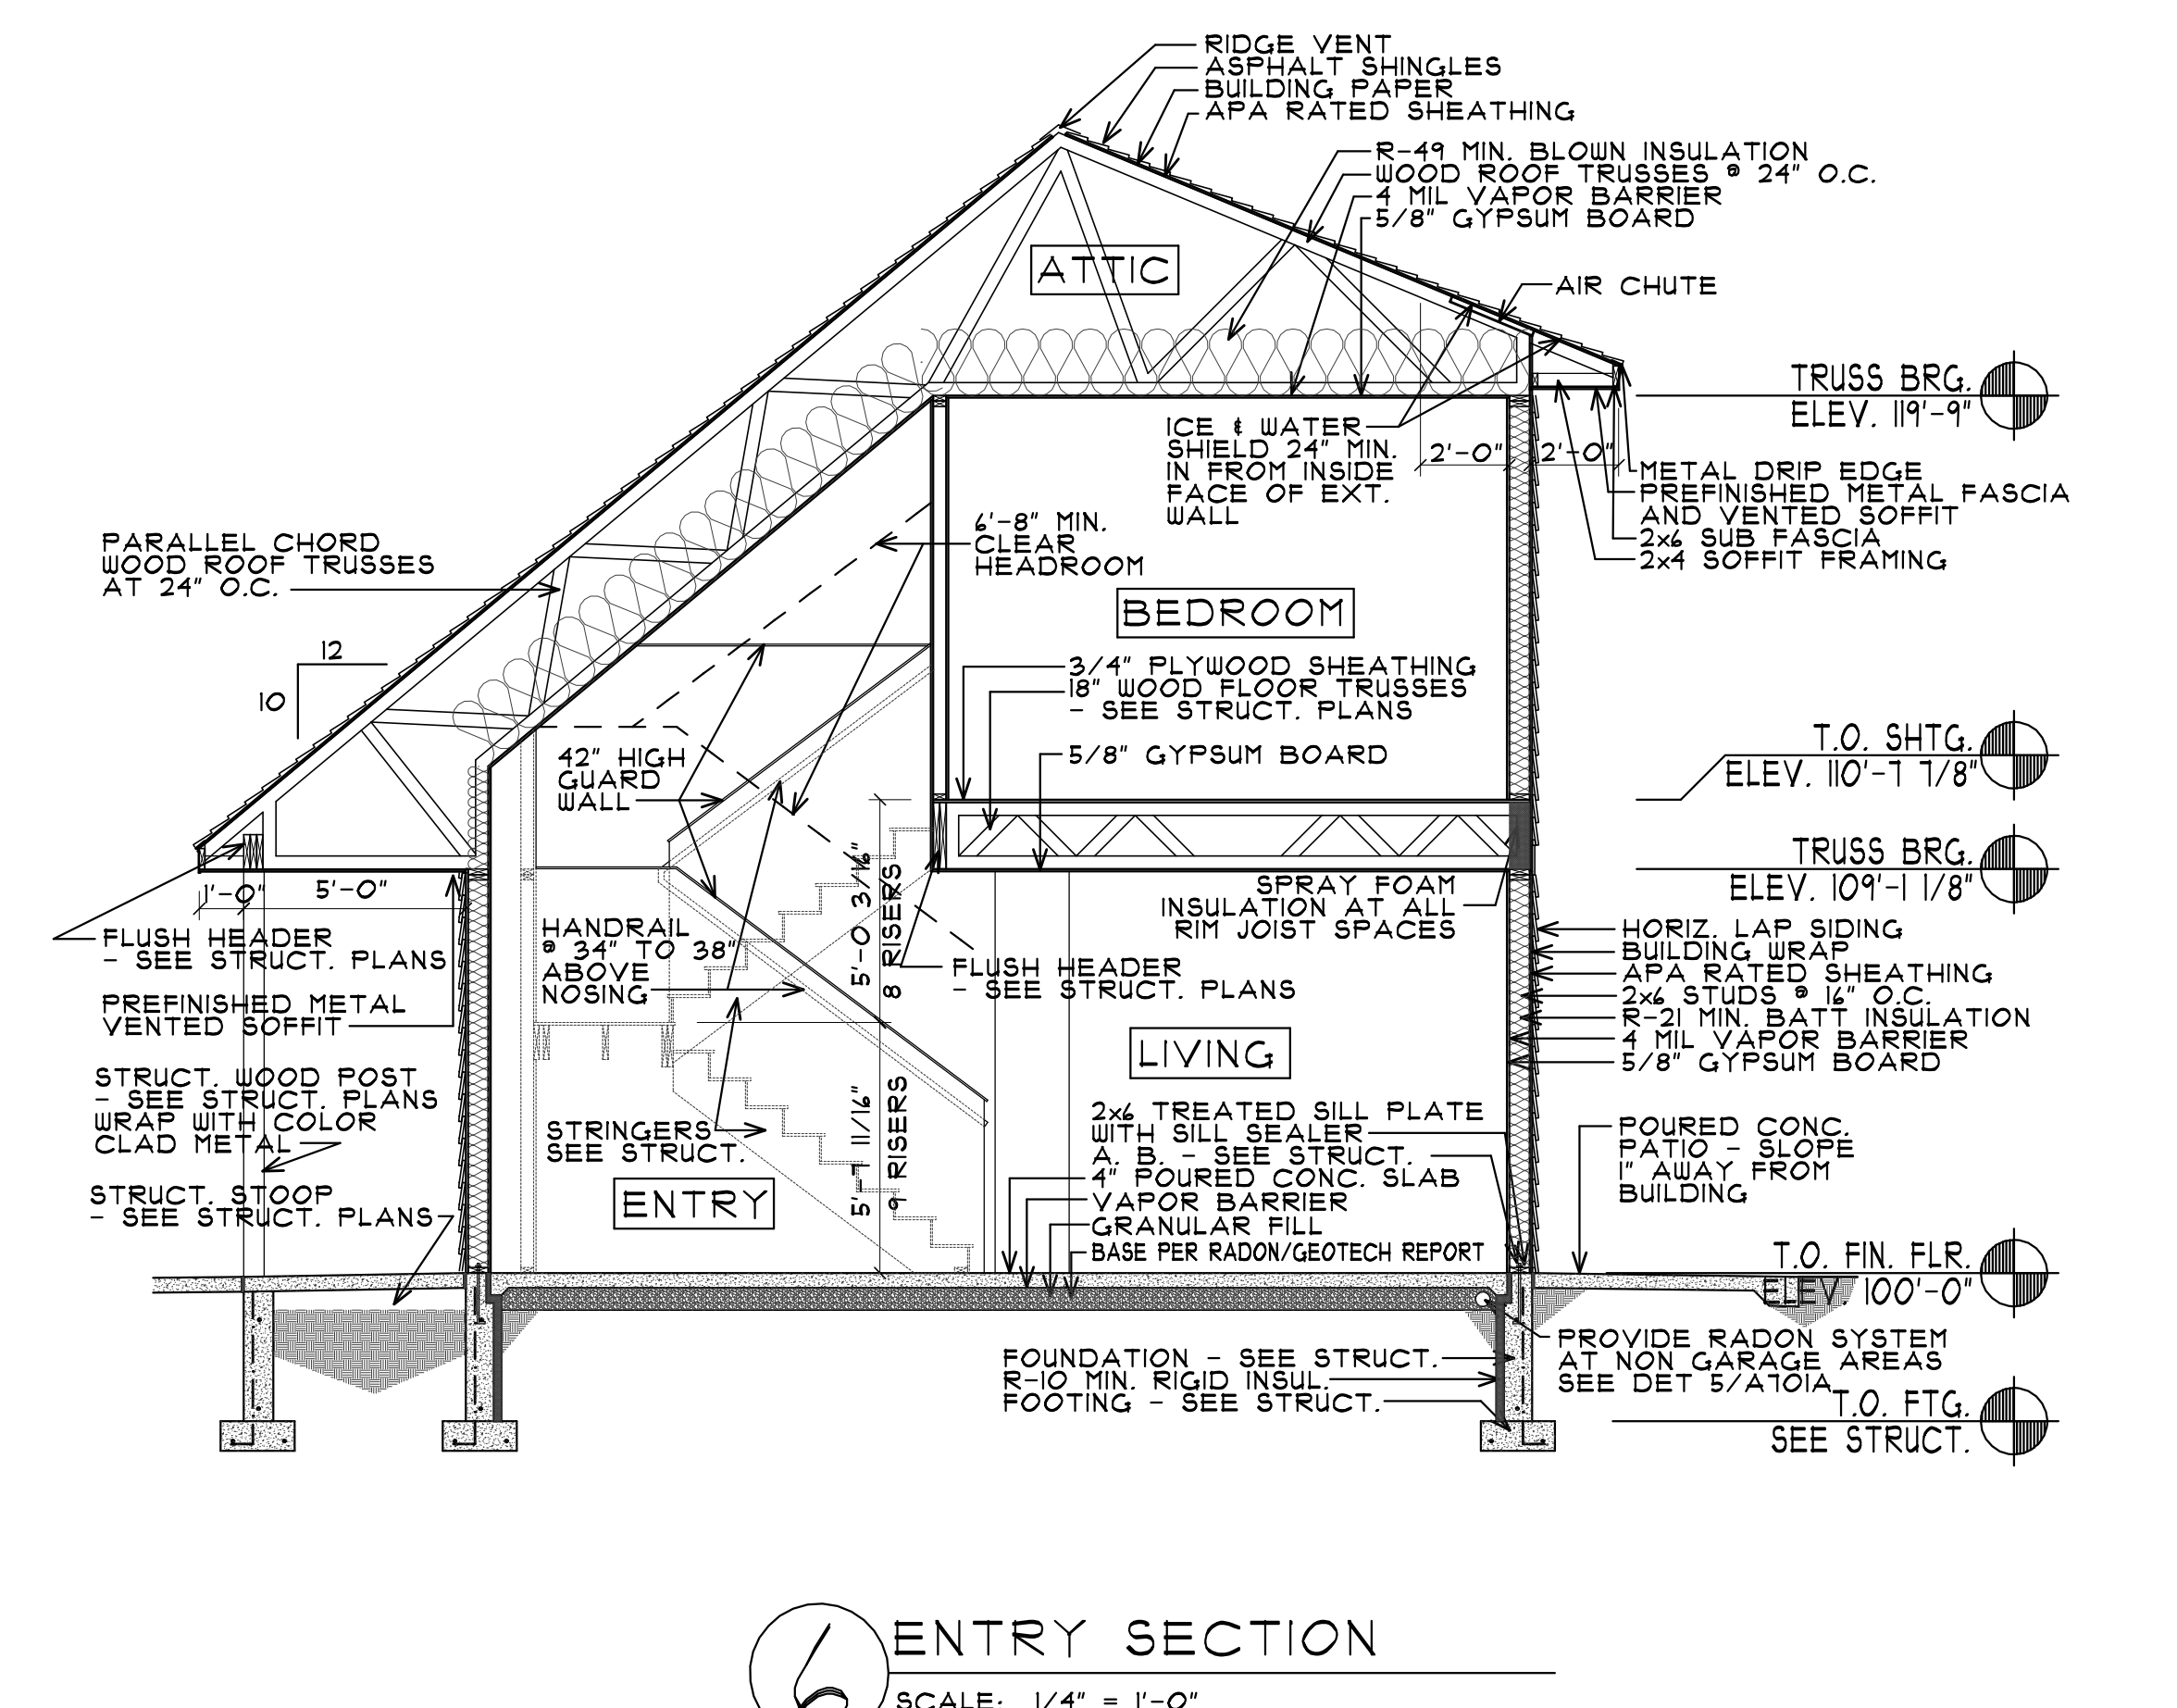 RIDGE VENT
ASPHALT SHINGLES
BUILDING PAPER
APA RATED SHEATHING
R-49 MIN. BLOWN INSULATION
WOOD ROOF TRUSSES @ 24" O.C.
4 MIL VAPOR BARRIER
5/8" GYPSUM BOARD
ATTIC
AIR CHUTE
TRUSS BRG.
ELEV. 119'-9"
ICE & WATER
SHIELD 24" MIN.
IN FROM INSIDE
FACE OF EXT.
WALL
2'-0"
2'-0"
METAL DRIP EDGE
PREFINISHED METAL FASCIA
AND VENTED SOFFIT
2x6 SUB FASCIA
2x4 SOFFIT FRAMING
PARALLEL CHORD
WOOD ROOF TRUSSES
AT 24" O.C.
6'-8" MIN.
CLEAR
HEADROOM
BEDROOM
12
10
3/4" PLYWOOD SHEATHING
18" WOOD FLOOR TRUSSES
- SEE STRUCT. PLANS
5/8" GYPSUM BOARD
42" HIGH
GUARD
WALL
T.O. SHTG.
ELEV. 110'-7 7/8"
TRUSS BRG.
ELEV. 109'-1 1/8"
1'-0"
5'-0"
FLUSH HEADER
- SEE STRUCT. PLANS
PREFINISHED METAL
VENTED SOFFIT
HANDRAIL
@ 34" TO 38"
ABOVE
NOSING
5'-0 3/16"
8 RISERS
SPRAY FOAM
INSULATION AT ALL
RIM JOIST SPACES
FLUSH HEADER
- SEE STRUCT. PLANS
HORIZ. LAP SIDING
BUILDING WRAP
APA RATED SHEATHING
2x6 STUDS @ 16" O.C.
R-21 MIN. BATT INSULATION
4 MIL VAPOR BARRIER
5/8" GYPSUM BOARD
LIVING
STRUCT. WOOD POST
- SEE STRUCT. PLANS
WRAP WITH COLOR
CLAD METAL
STRUCT. STOOP
- SEE STRUCT. PLANS
STRINGERS
SEE STRUCT.
ENTRY
5'-7 11/16"
9 RISERS
2x6 TREATED SILL PLATE
WITH SILL SEALER
A. B. - SEE STRUCT.
4" POURED CONC. SLAB
VAPOR BARRIER
GRANULAR FILL
BASE PER RADON/GEOTECH REPORT
POURED CONC.
PATIO - SLOPE
1" AWAY FROM
BUILDING
T.O. FIN. FLR.
ELEV. 100'-0"
FOUNDATION - SEE STRUCT.
R-10 MIN. RIGID INSUL.
FOOTING - SEE STRUCT.
PROVIDE RADON SYSTEM
AT NON GARAGE AREAS
SEE DET 5/A701A
T.O. FTG.
SEE STRUCT.
6
ENTRY SECTION
SCALE: 1/4" = 1'-0"